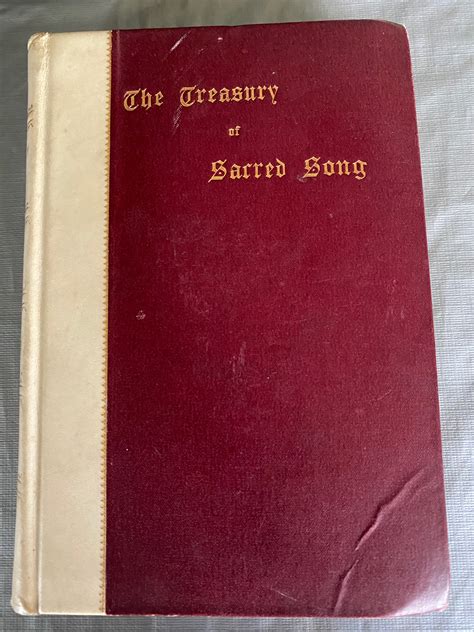 The Treasury
of
Sacred Song